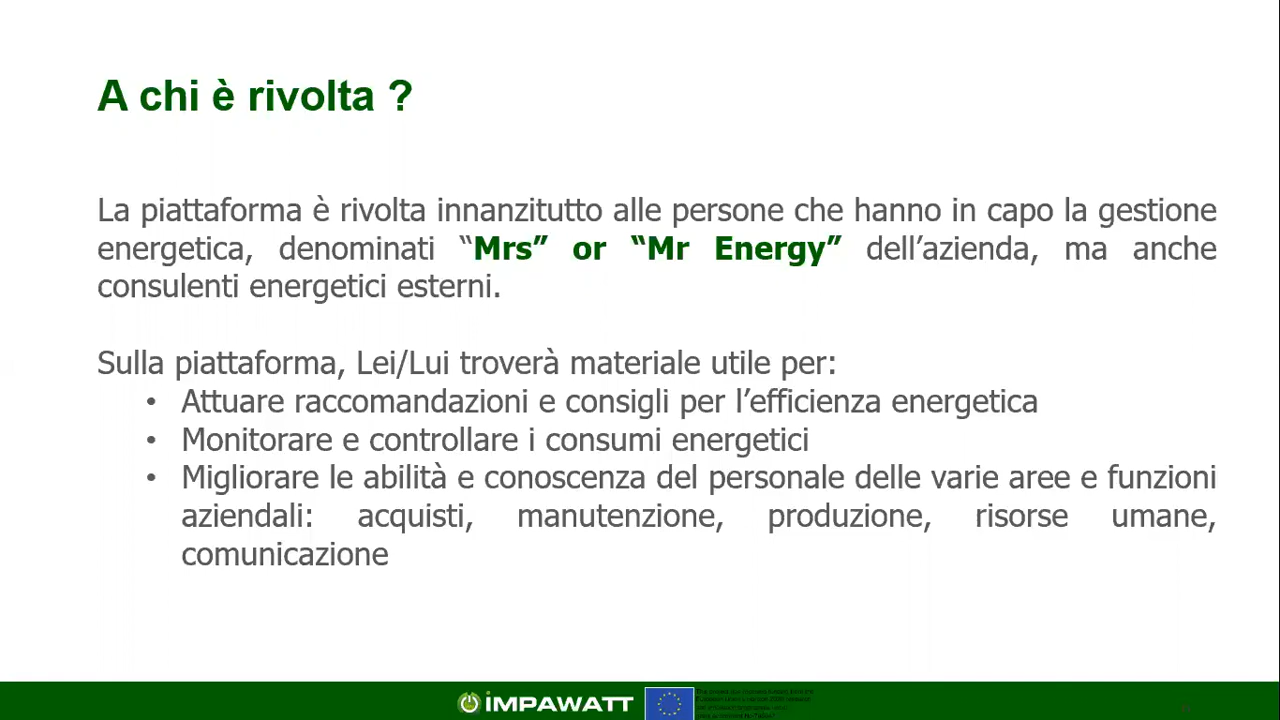 A chi è rivolta ?
La piattaforma è rivolta innanzitutto alle persone che hanno in capo la gestione
energetica, denominati “Mrs” or “Mr Energy” dell’azienda, ma anche
consulenti energetici esterni.
Sulla piattaforma, Lei/Lui troverà materiale utile per:
• Attuare raccomandazioni e consigli per l’efficienza energetica
• Monitorare e controllare i consumi energetici
• Migliorare le abilità e conoscenza del personale delle varie aree e funzioni
aziendali: acquisti, manutenzione, produzione, risorse umane,
comunicazione
iMPAWATT